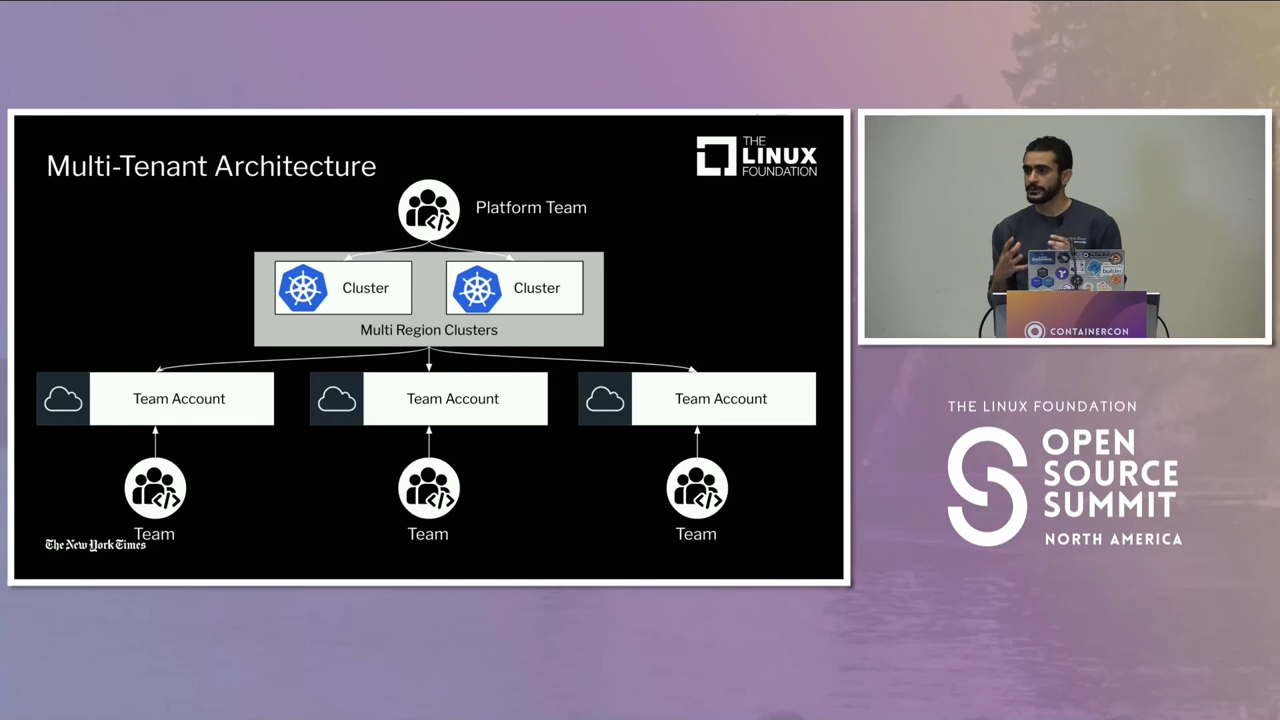 Multi-Tenant Architecture
THE
LINUX
FOUNDATION
Platform Team
Cluster
Cluster
Multi Region Clusters
Team Account
Team Account
Team Account
Team
Team
Team
The New York Times
CONTAINERCON
THE LINUX FOUNDATION
OPEN
SOURCE
SUMMIT
NORTH AMERICA